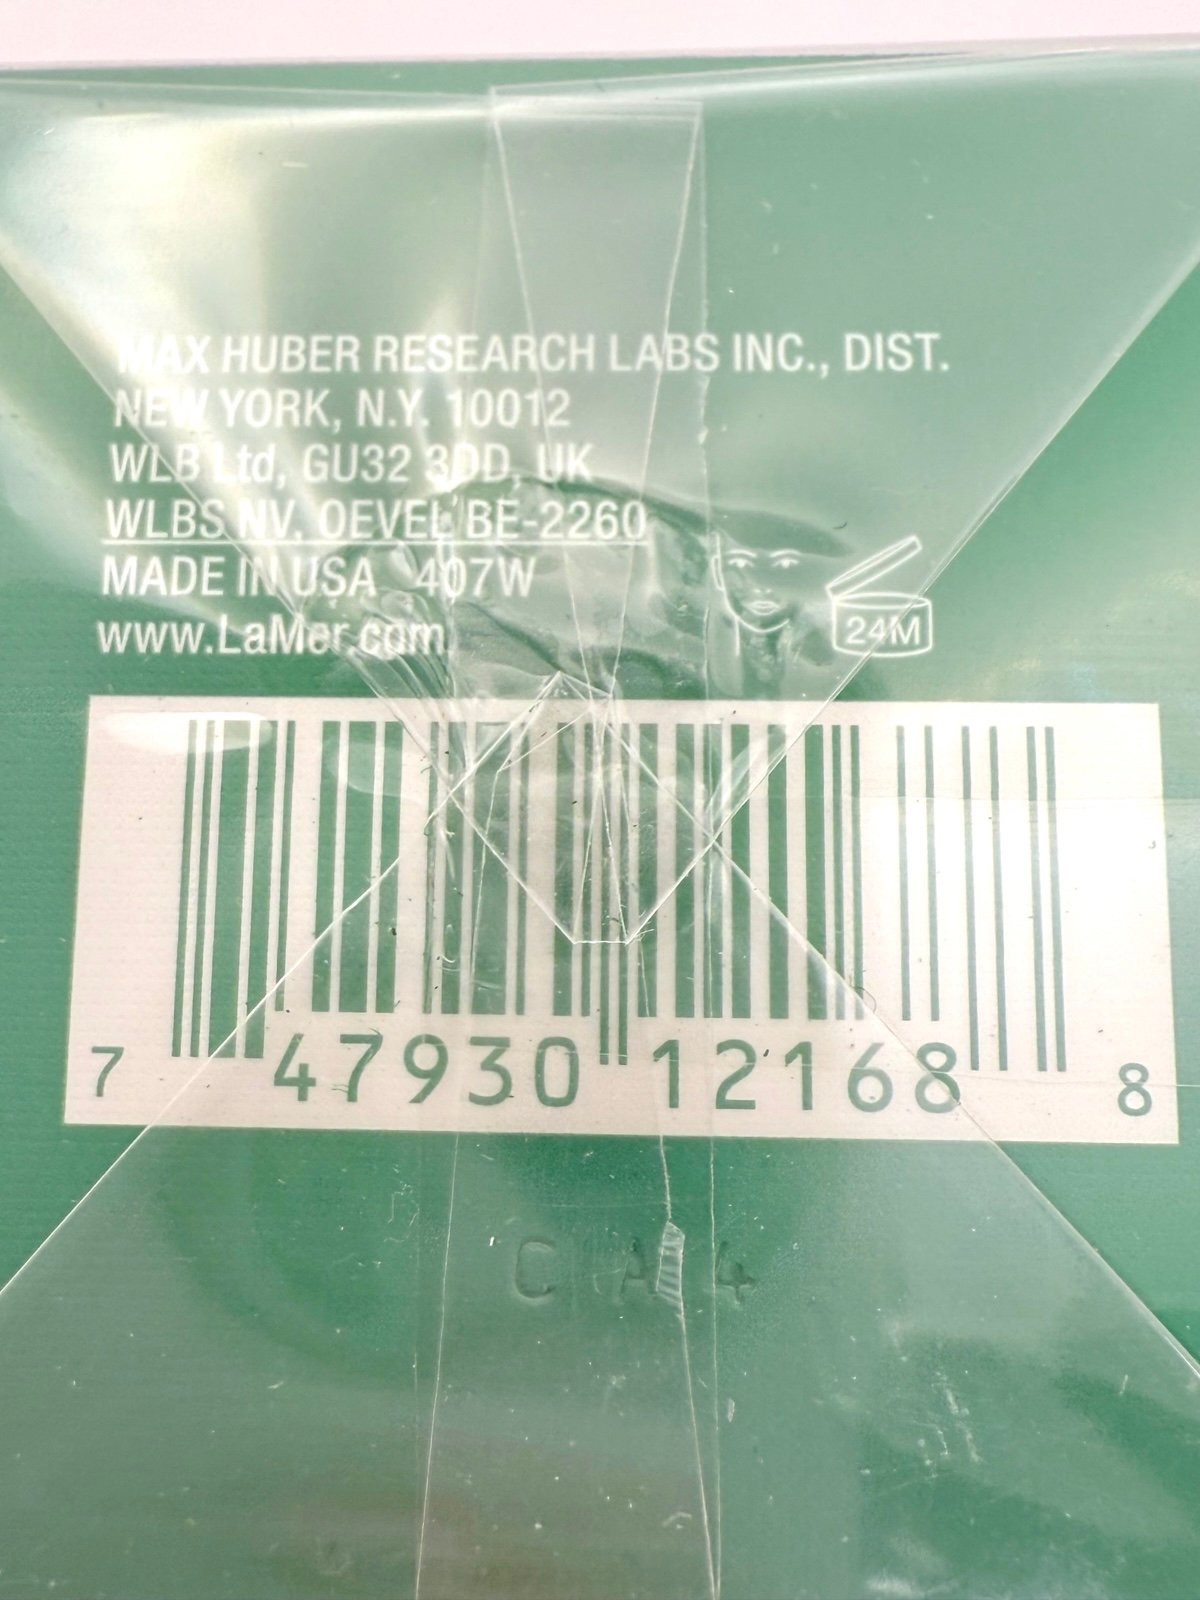 MAX HUBER RESEARCH LABS INC., DIST.
NEW YORK, N.Y. 10012
WLB Ltd, GU32 3DD, UK
WLBS NV, OEVEL BE-2260
MADE IN USA 407W
www.LaMer.com
24M
7 47930 12168 8
C A 4